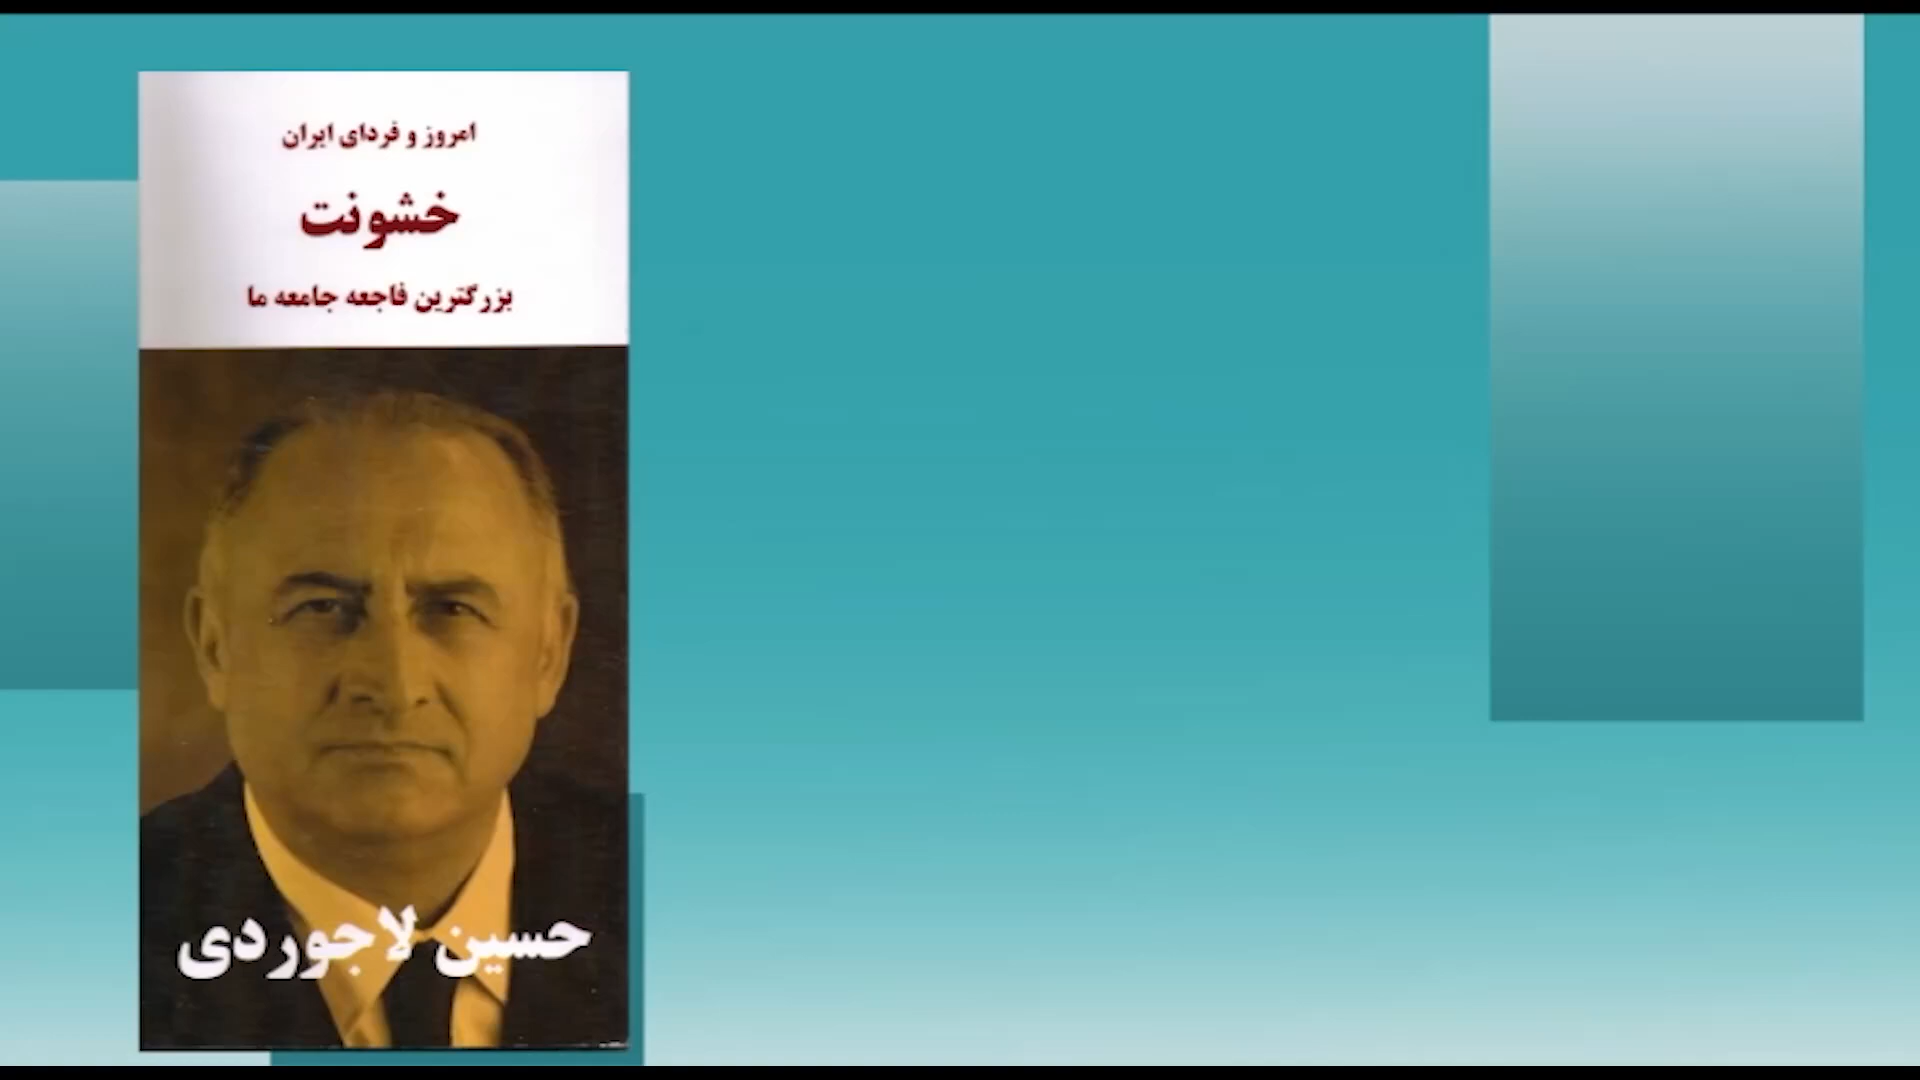 امروز و فردای ایران
خشونت
بزرگترین فاجعه جامعه ما
حسین لاجوردی